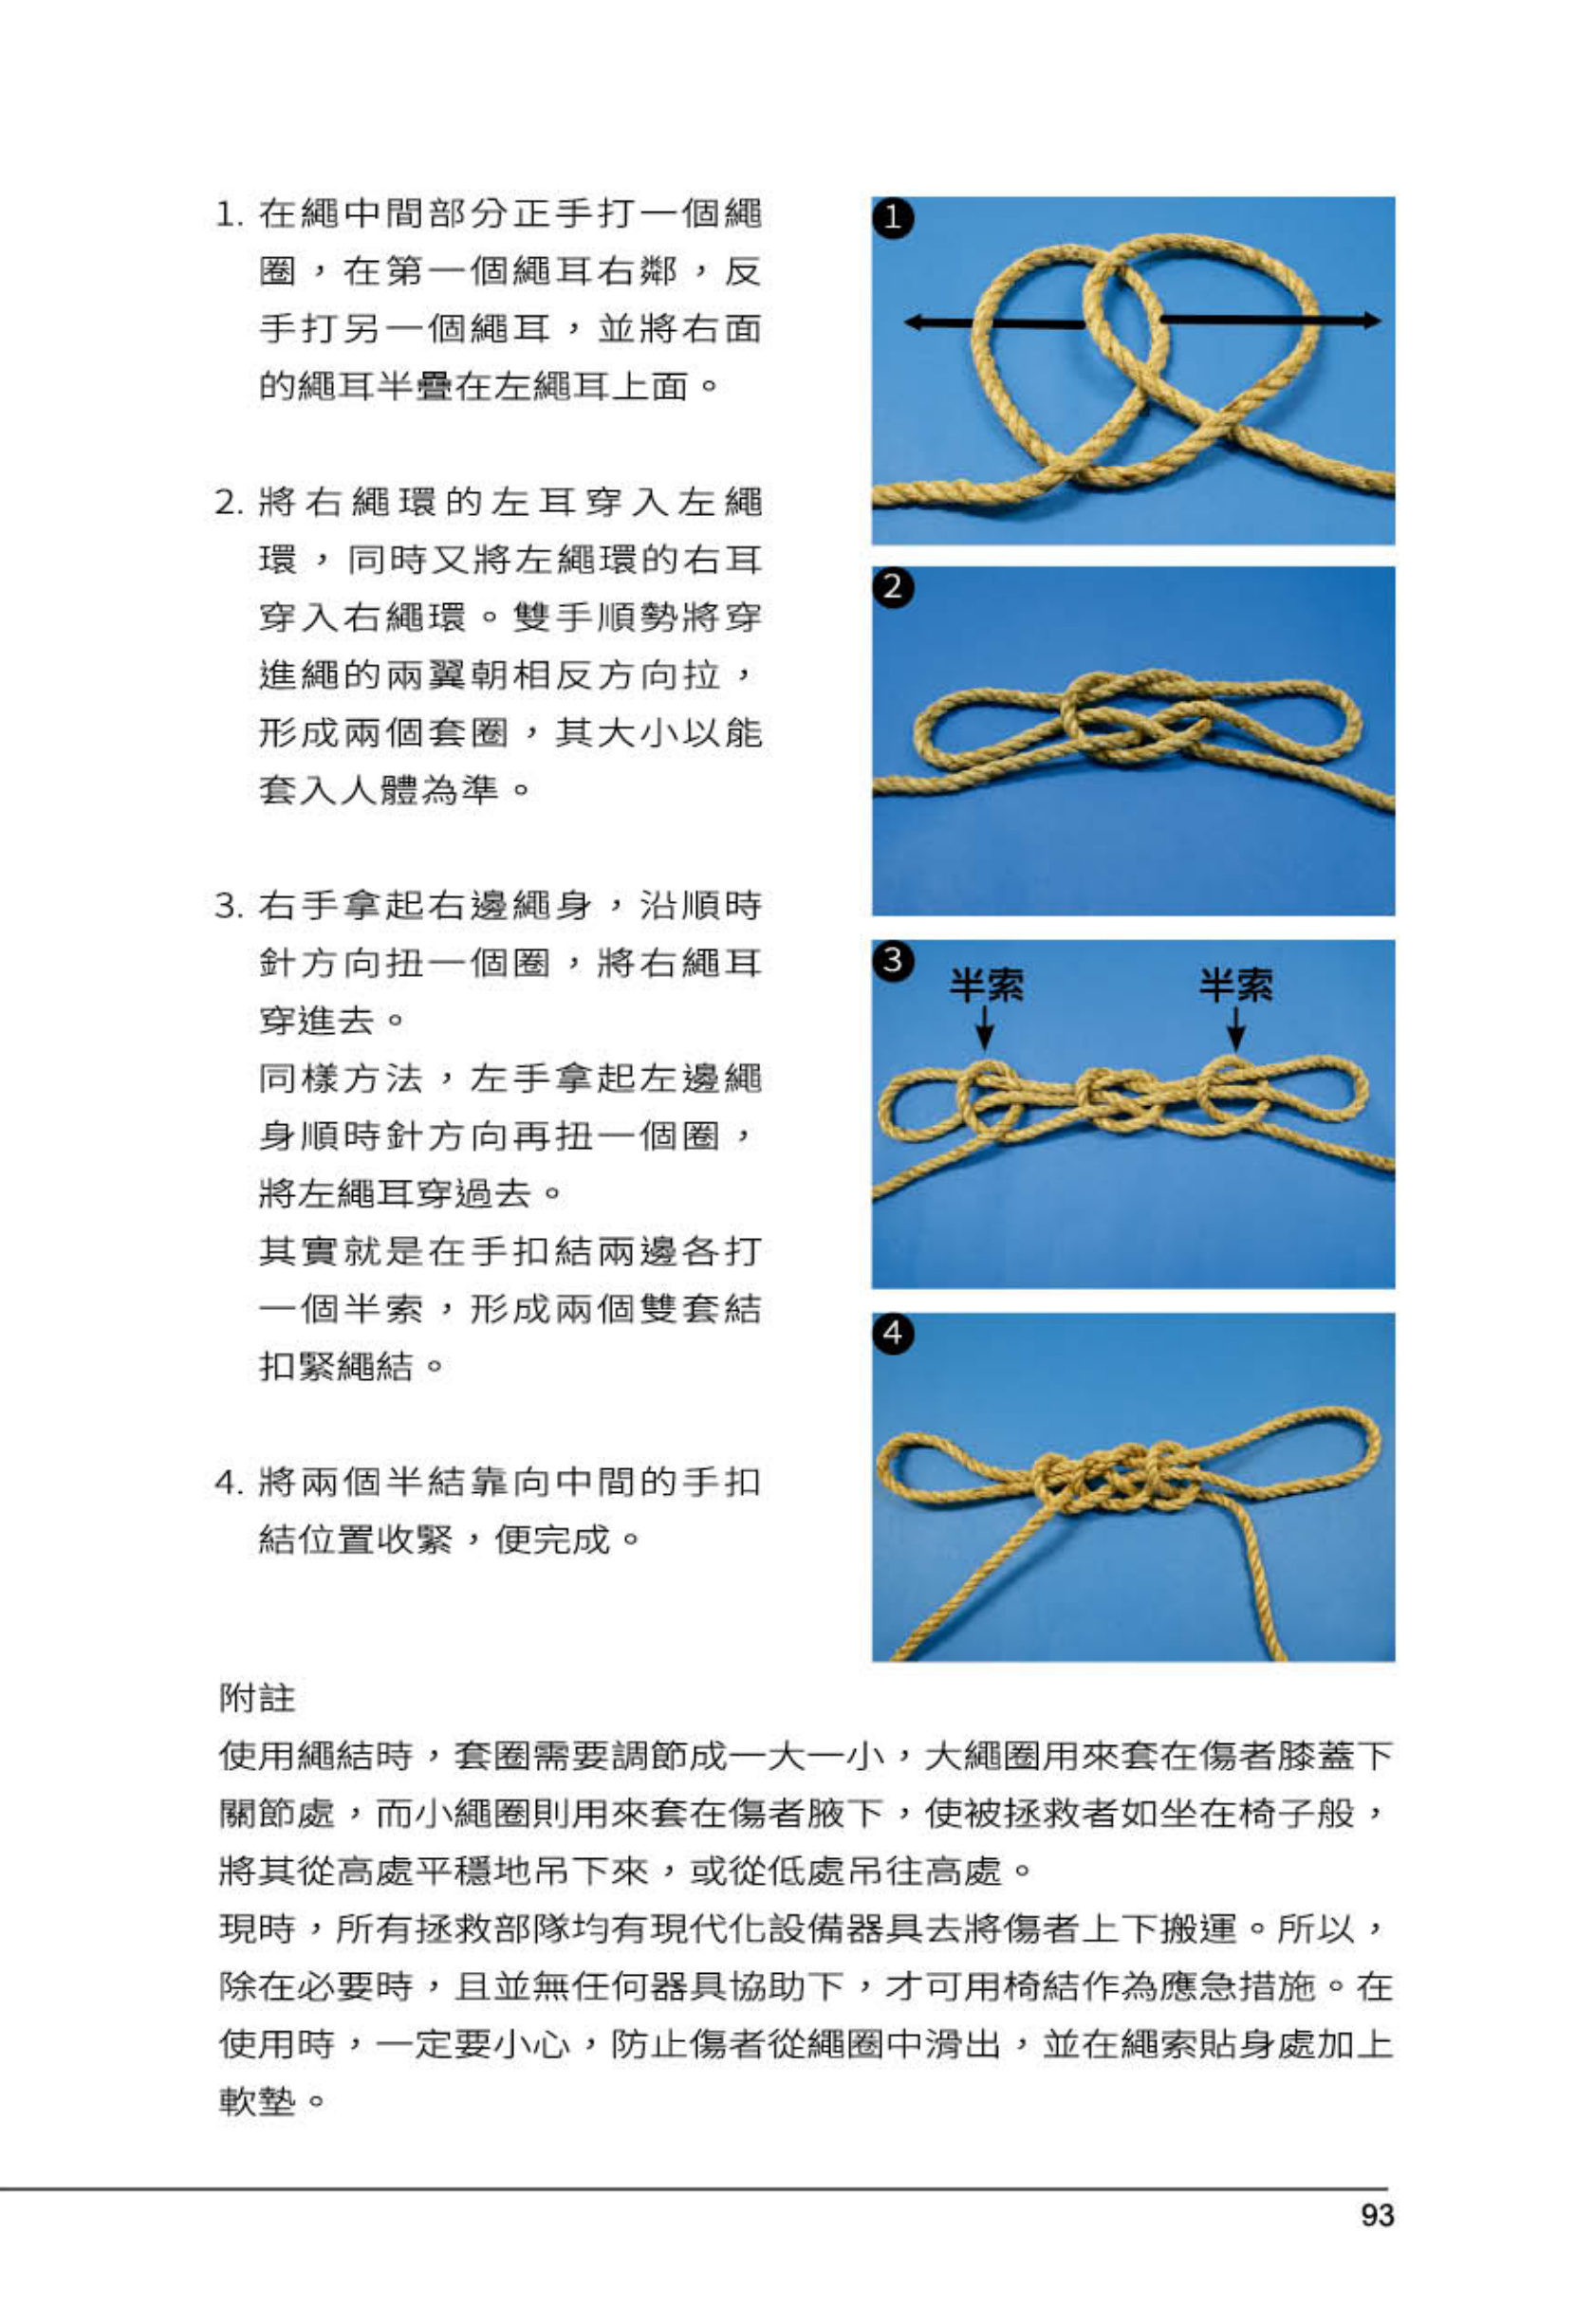 1. 在繩中間部分正手打一個繩
圈，在第一個繩耳右鄰，反
手打另一個繩耳，並將右面
的繩耳半疊在左繩耳上面。
2. 將右繩環的左耳穿入左繩
環，同時又將左繩環的右耳
穿入右繩環。雙手順勢將穿
進繩的兩翼朝相反方向拉，
形成兩個套圈，其大小以能
套入人體為準。
3. 右手拿起右邊繩身，沿順時
針方向扭一個圈，將右繩耳
穿進去。
同樣方法，左手拿起左邊繩
身順時針方向再扭一個圈，
將左繩耳穿過去。
其實就是在手扣結兩邊各打
一個半索，形成兩個雙套結
扣緊繩結。
4. 將兩個半結靠向中間的手扣
結位置收緊，便完成。
1
2
3
半索 半索
4
附註
使用繩結時，套圈需要調節成一大一小，大繩圈用來套在傷者膝蓋下
關節處，而小繩圈則用來套在傷者腋下，使被拯救者如坐在椅子般，
將其從高處平穩地吊下來，或從低處吊往高處。
現時，所有拯救部隊均有現代化設備器具去將傷者上下搬運。所以，
除在必要時，且並無任何器具協助下，才可用椅結作為應急措施。在
使用時，一定要小心，防止傷者從繩圈中滑出，並在繩索貼身處加上
軟墊。
93